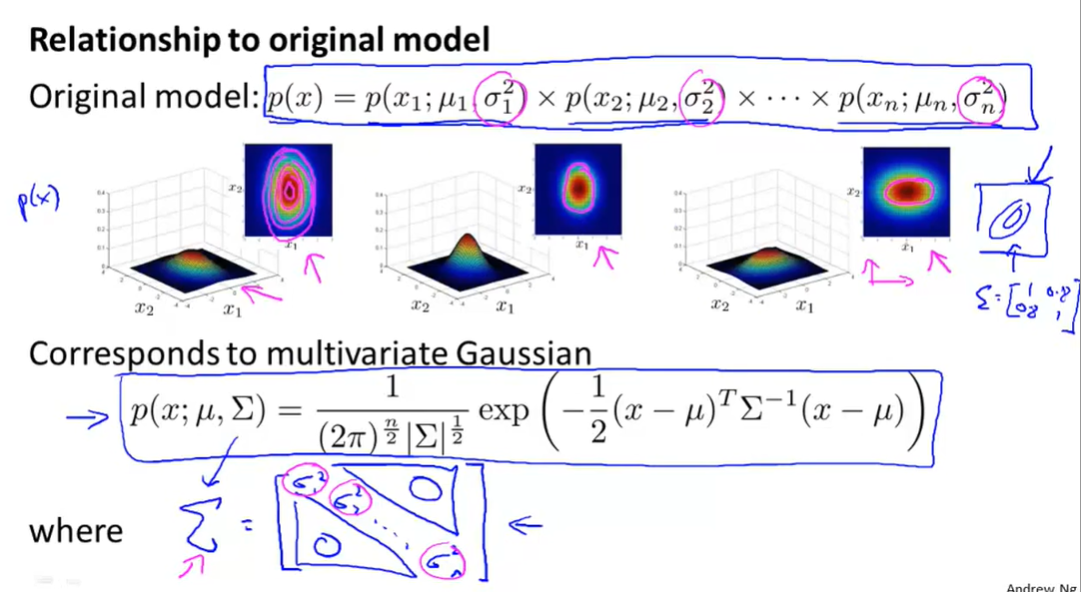 Relationship to original model
Original model: p(x) = p(x₁; μ₁, σ₁²) × p(x₂; μ₂, σ₂²) × ⋯ × p(xₙ; μₙ, σₙ²)
p(x)
x₂ x₂ x₂
x₁ x₁ x₁
x₂ x₁ x₂ x₁ x₂ x₁
Σ = [1 0.8
0.8 1]
Corresponds to multivariate Gaussian
p(x; μ, Σ) = 1 / ((2π)^(n/2) |Σ|^(1/2)) exp(−1/2 (x − μ)ᵀ Σ⁻¹ (x − μ))
where Σ = [σ₁² σ₂² ⋱ σₙ² 0 0]
Andrew Ng